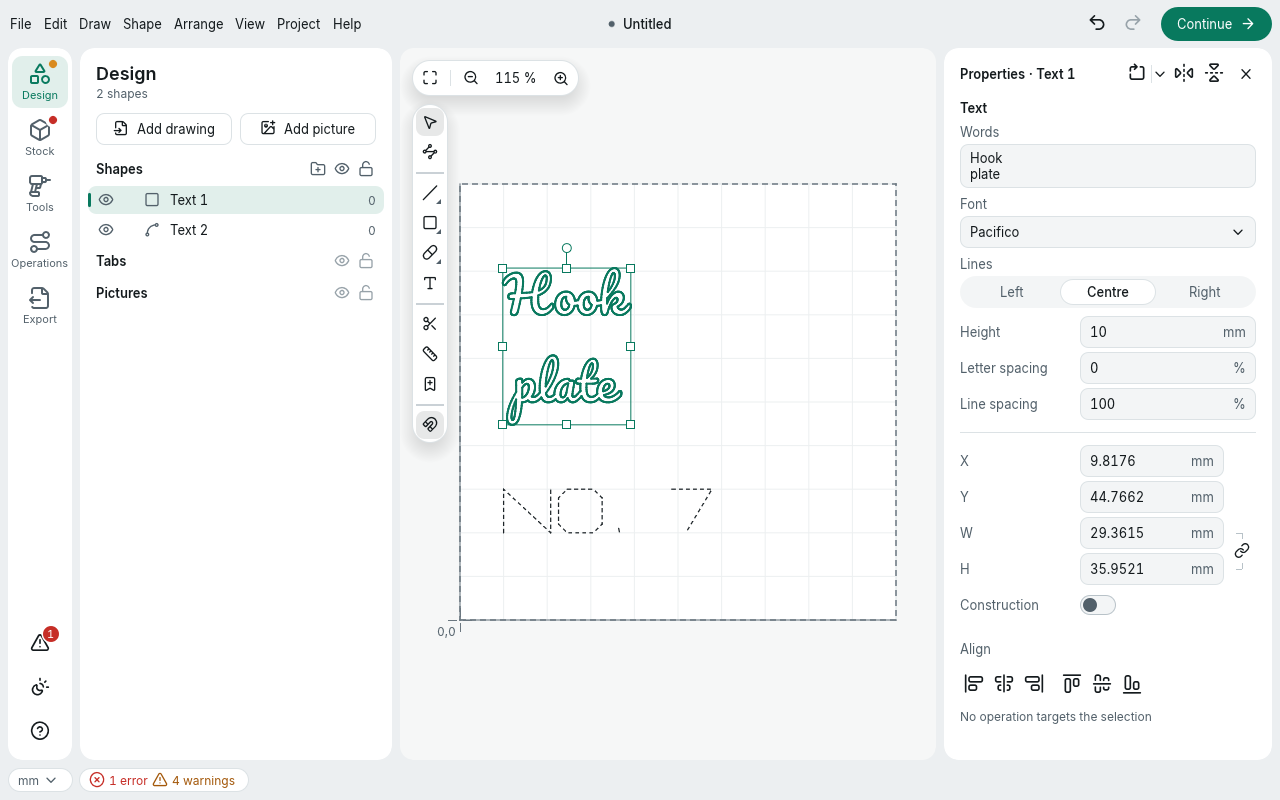 File Edit Draw Shape Arrange View Project Help
Untitled
Continue
Design
Stock
Tools
Operations
Export
1
Design
2 shapes
Add drawing
Add picture
Shapes
Text 1 0
Text 2 0
Tabs
Pictures
115 %
Hook
plate
NO. 7
0,0
Properties · Text 1
Text
Words
Hook
plate
Font
Pacifico
Lines
Left Centre Right
Height 10 mm
Letter spacing 0 %
Line spacing 100 %
X 9.8176 mm
Y 44.7662 mm
W 29.3615 mm
H 35.9521 mm
Construction
Align
No operation targets the selection
mm
1 error 4 warnings